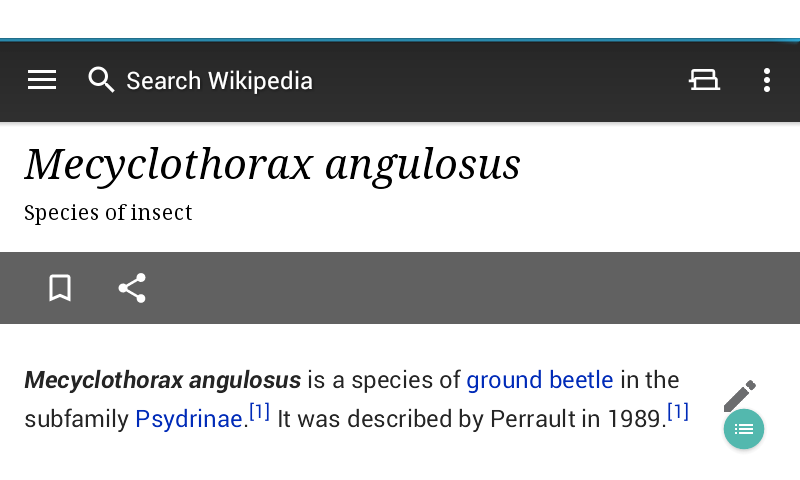 Search Wikipedia
Mecyclothorax angulosus
Species of insect
Mecyclothorax angulosus is a species of ground beetle in the
subfamily Psydrinae.[1] It was described by Perrault in 1989.[1]